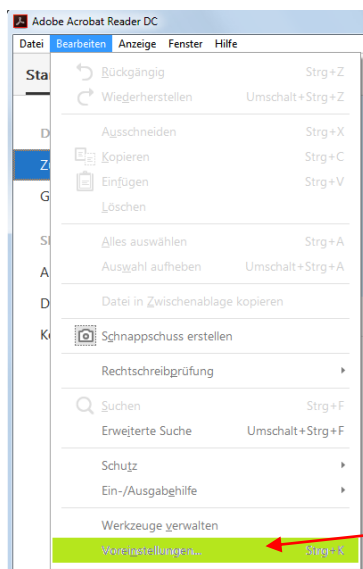 Adobe Acrobat Reader DC
Datei Bearbeiten Anzeige Fenster Hilfe
Sta
Rückgängig Strg+Z
Wiederherstellen Umschalt+Strg+Z
D
Ausschneiden Strg+X
Z
Kopieren Strg+C
Einfügen Strg+V
G
Löschen
Alles auswählen Strg+A
Auswahl aufheben Umschalt+Strg+A
A
Datei in Zwischenablage kopieren
D
K
Schnappschuss erstellen
Rechtschreibprüfung
Suchen Strg+F
Erweiterte Suche Umschalt+Strg+F
Schutz
Ein-/Ausgabehilfe
Werkzeuge verwalten
Voreinstellungen... Strg+K